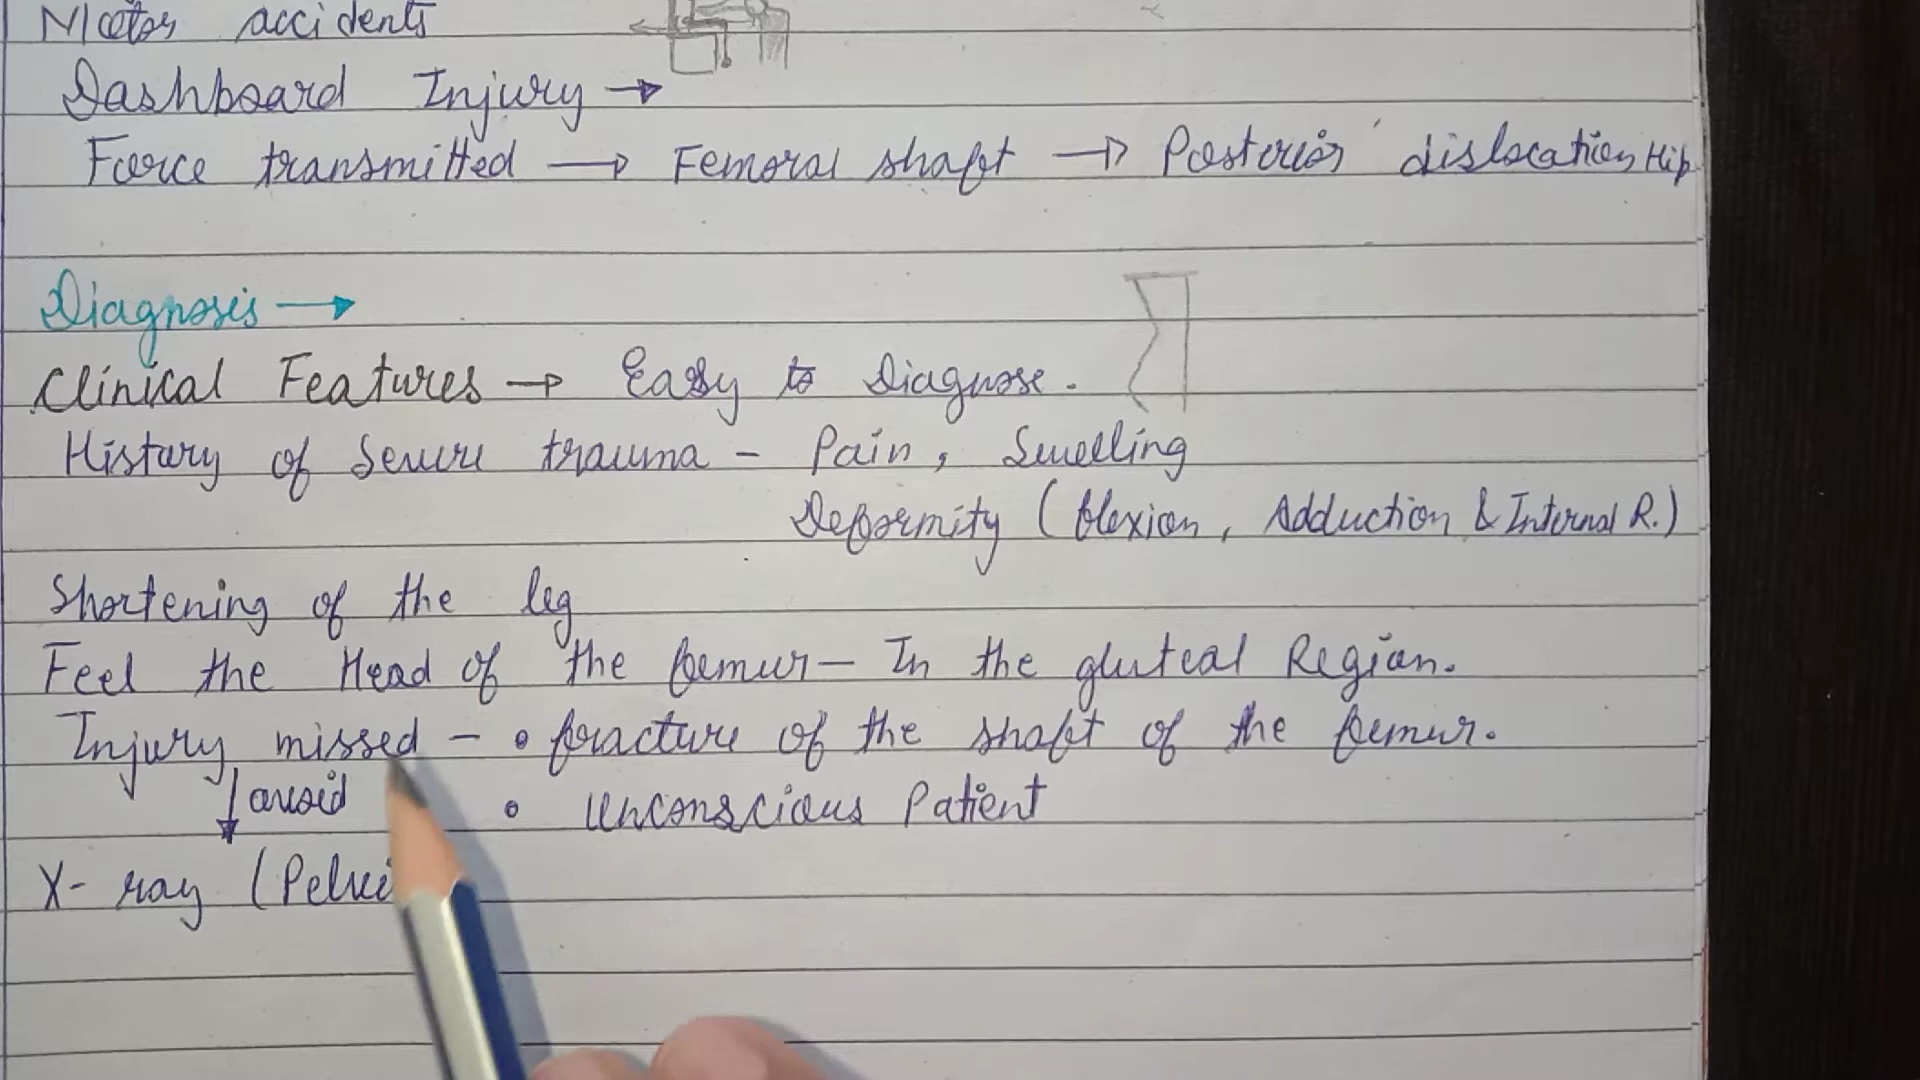 Motor accidents
Dashboard Injury →
Force transmitted → Femoral shaft → Posterior dislocation Hip
Diagnosis →
Clinical Features → Easy to Diagnose.
History of Severe trauma - Pain, Swelling
Deformity (flexion, Adduction & Internal R.)
Shortening of the leg
Feel the Head of the femur - In the gluteal Region.
Injury missed - • fracture of the shaft of the femur.
↓ avoid • Unconscious Patient
X-ray (Pelvi